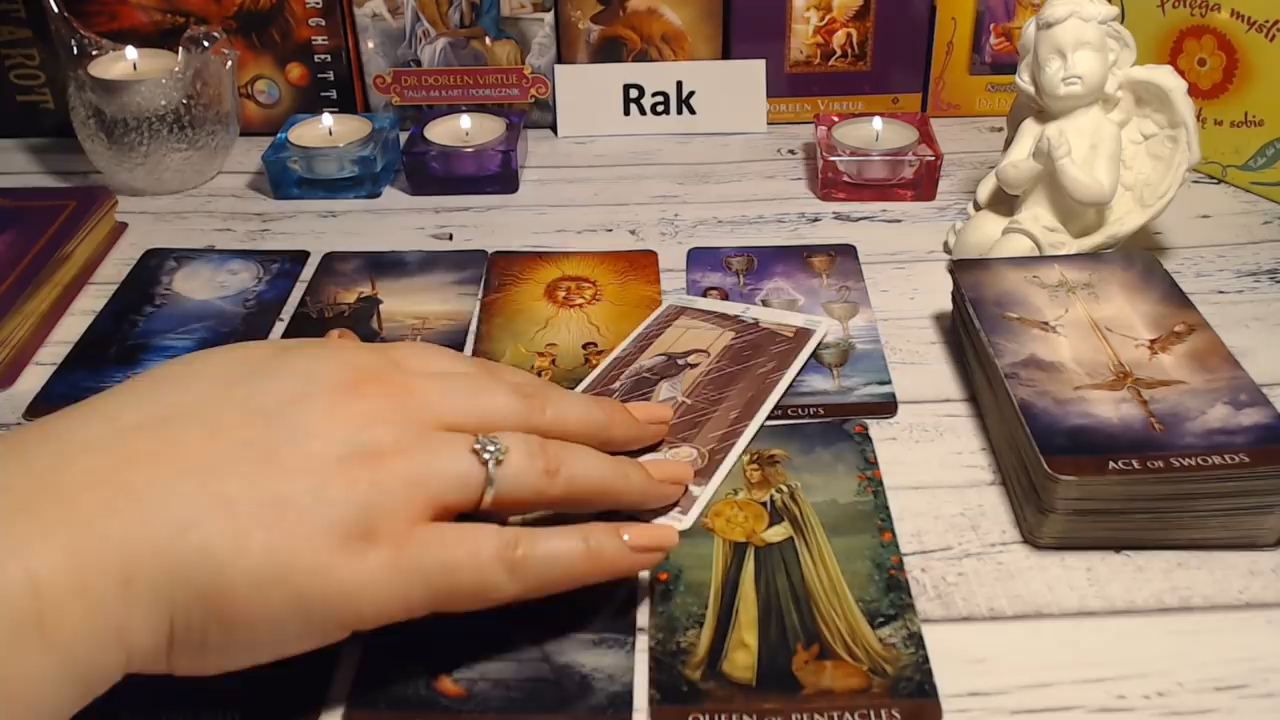 TAROT
DR DOREEN VIRTUE
TALIA 44 KART I PODRĘCZNIK
Rak
DOREEN VIRTUE
Potęga myśli
w sobie
OF CUPS
ACE OF SWORDS
QUEEN OF PENTACLES